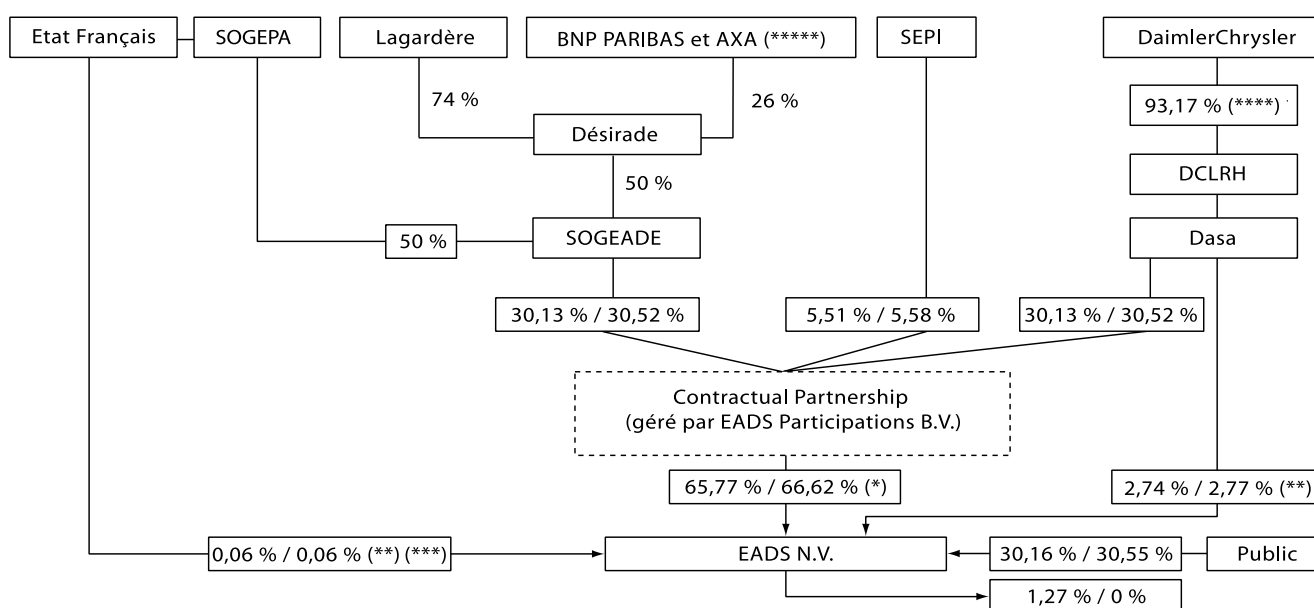 Etat Français
SOGEPA
Lagardère
BNP PARIBAS et AXA (*****)
SEPI
DaimlerChrysler
74 %
26 %
93,17 % (****)
Désirade
DCLRH
50 %
50 %
SOGEADE
Dasa
30,13 % / 30,52 %
5,51 % / 5,58 %
30,13 % / 30,52 %
Contractual Partnership
(géré par EADS Participations B.V.)
65,77 % / 66,62 % (*)
2,74 % / 2,77 % (**)
0,06 % / 0,06 % (**) (***)
EADS N.V.
30,16 % / 30,55 %
Public
1,27 % / 0 %